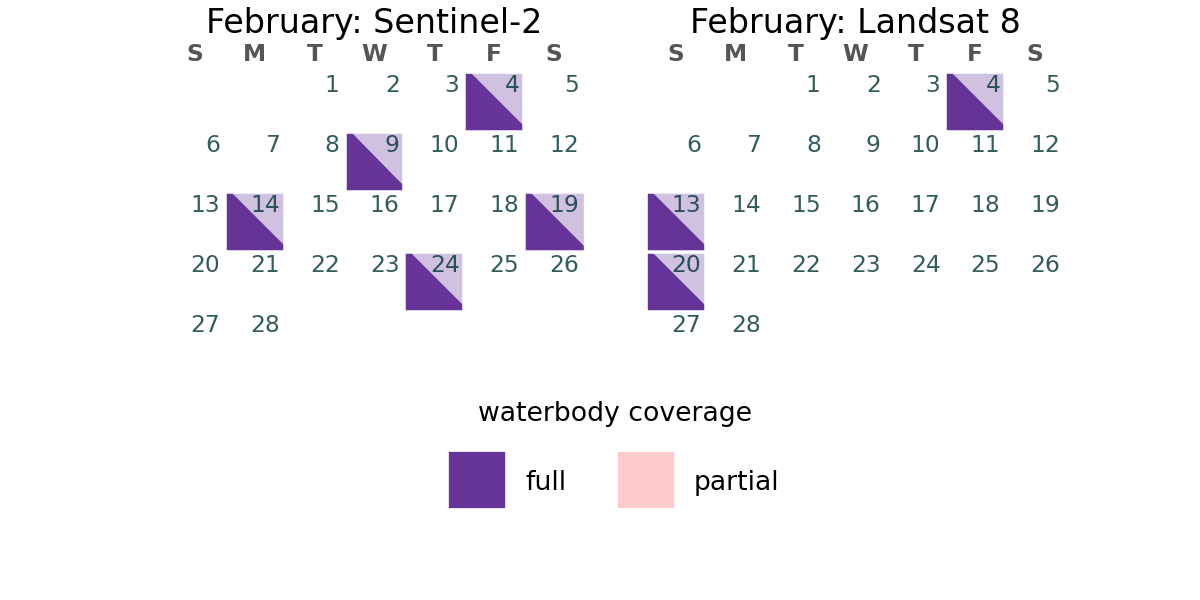 February: Sentinel-2
S M T W T F S
1 2 3 4 5
6 7 8 9 10 11 12
13 14 15 16 17 18 19
20 21 22 23 24 25 26
27 28
February: Landsat 8
S M T W T F S
1 2 3 4 5
6 7 8 9 10 11 12
13 14 15 16 17 18 19
20 21 22 23 24 25 26
27 28
waterbody coverage
full partial